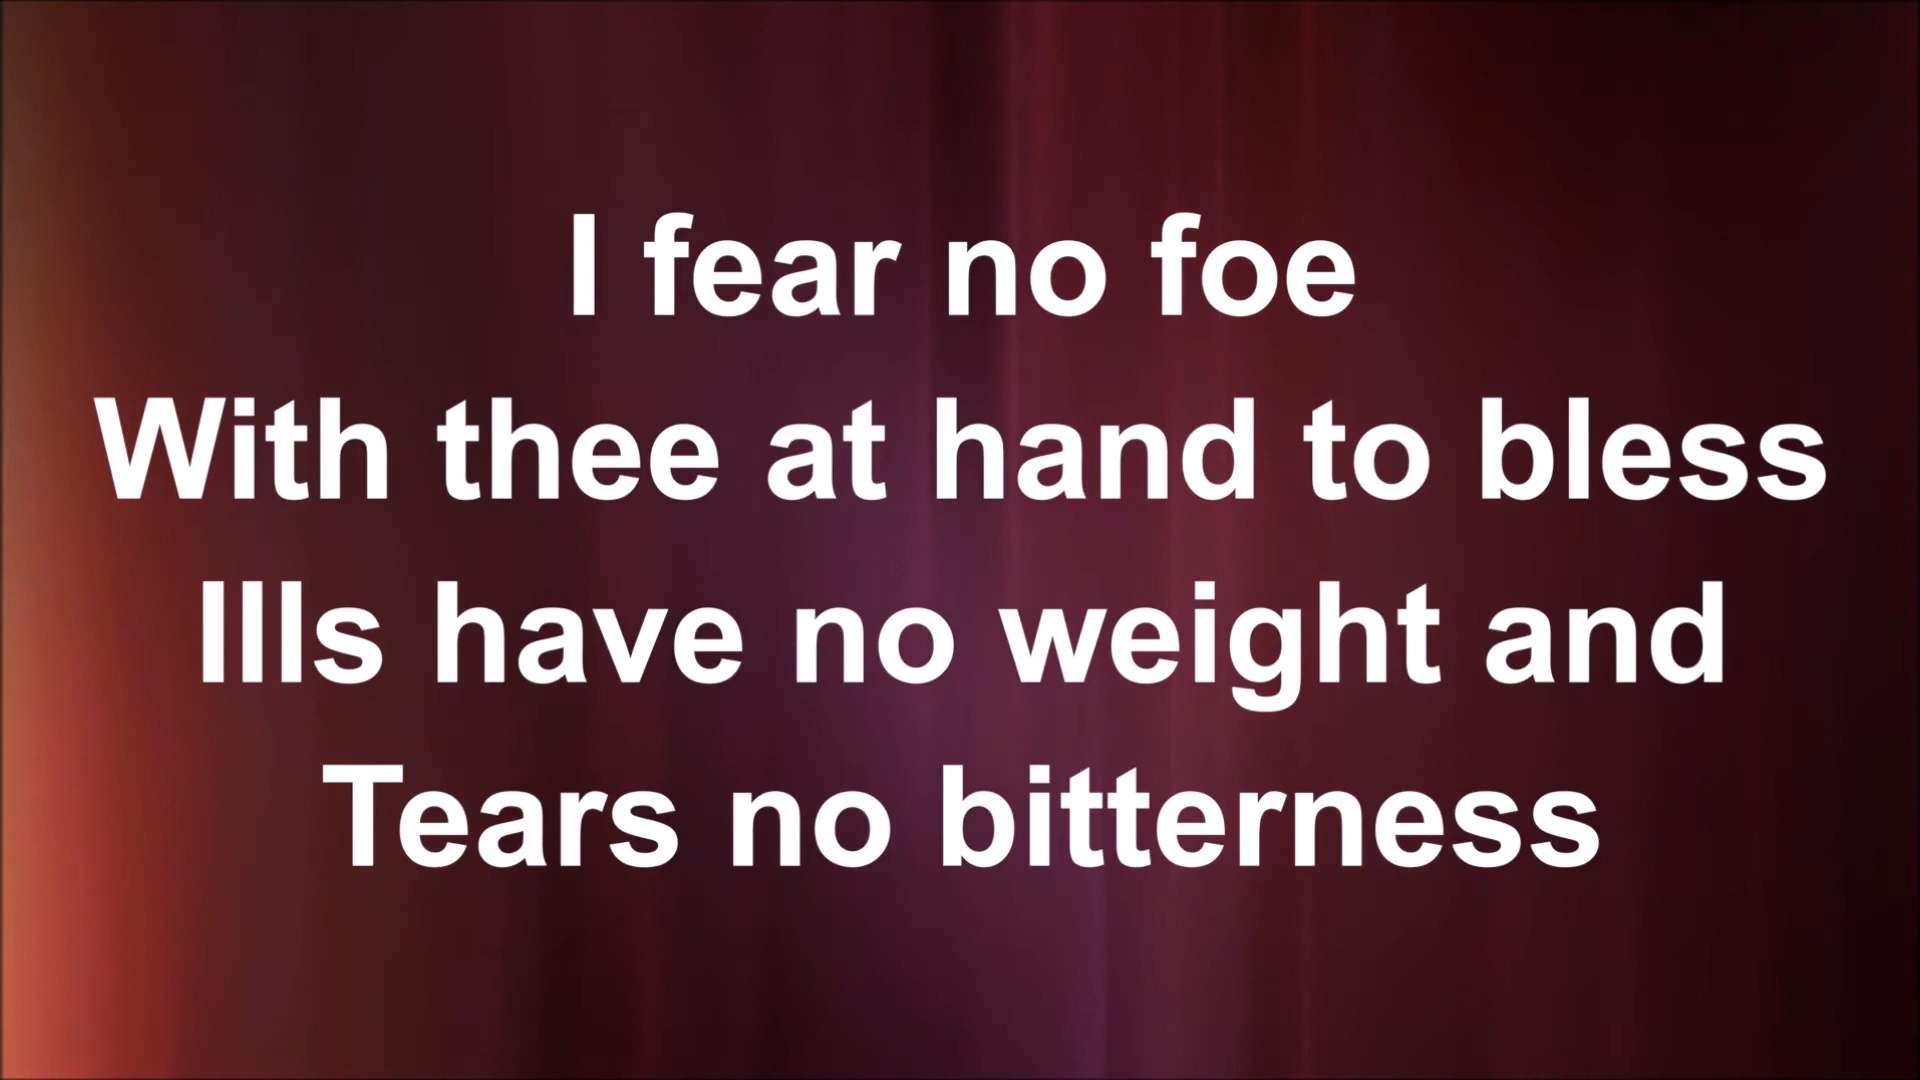 I fear no foe
With thee at hand to bless
Ills have no weight and
Tears no bitterness